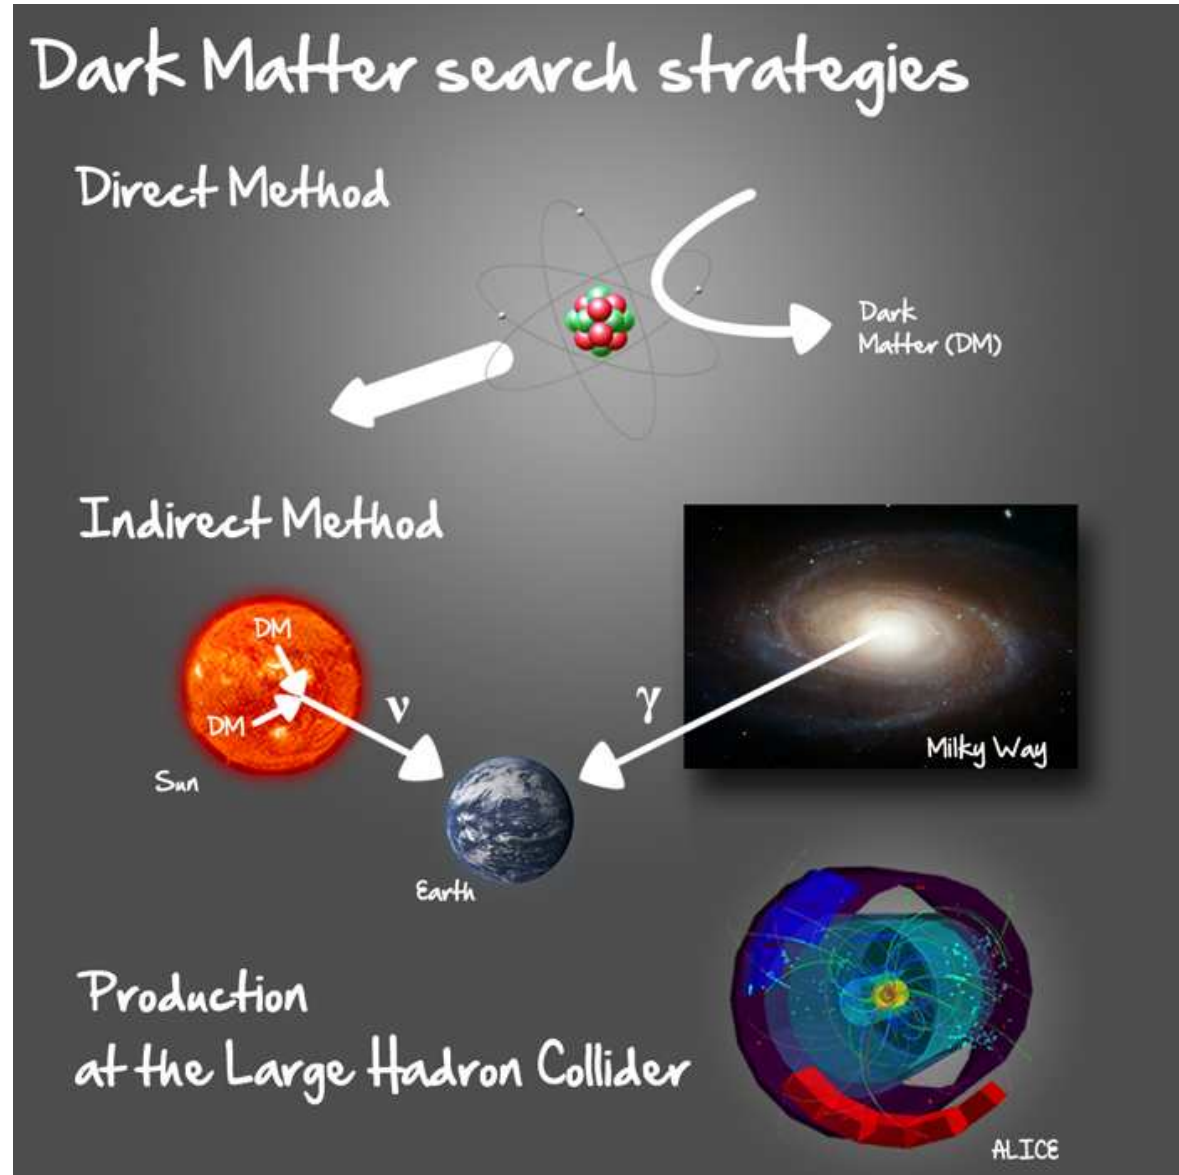 Dark Matter search strategies
Direct Method
Dark
Matter (DM)
Indirect Method
DM
DM
ν
γ
Sun
Milky Way
Earth
Production
at the Large Hadron Collider
ALICE